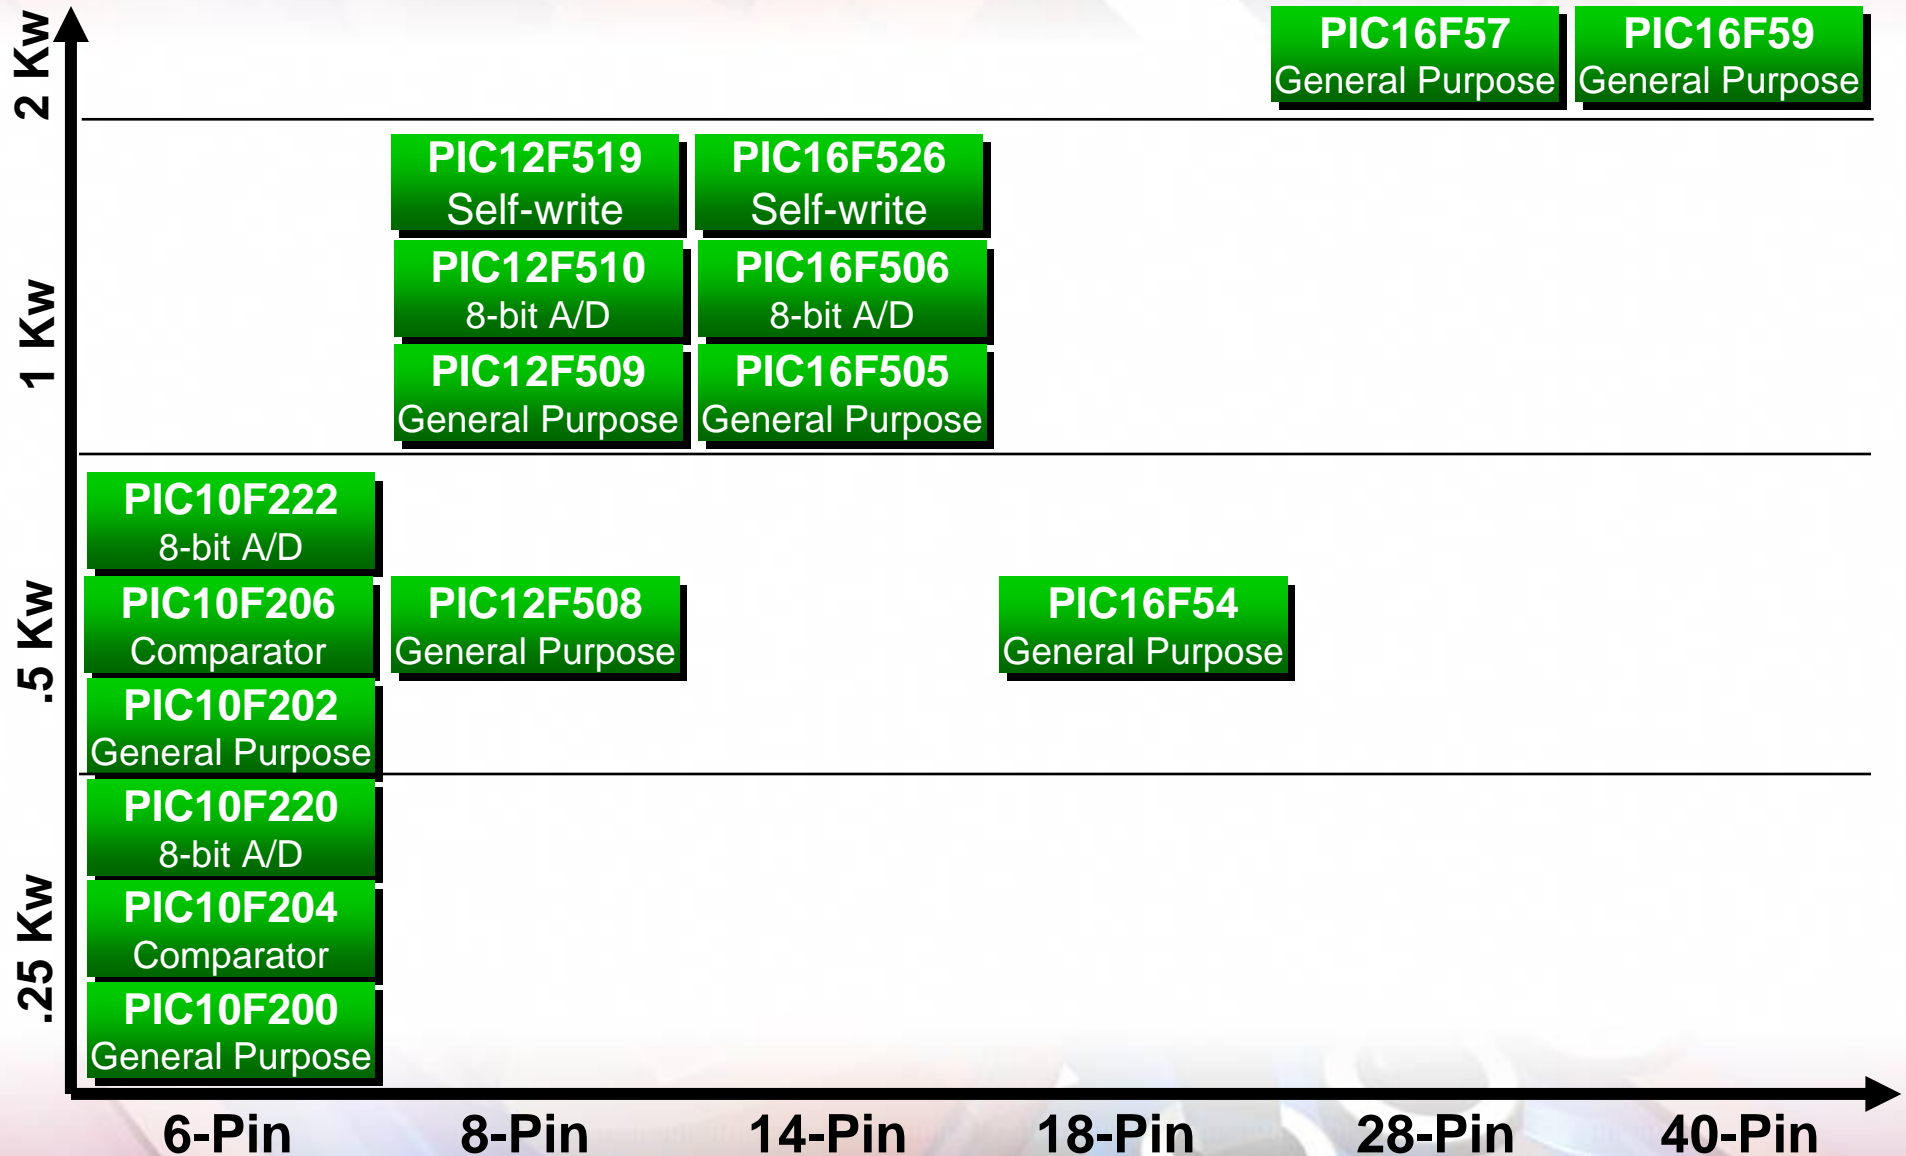 2 Kw
PIC16F57
General Purpose
PIC16F59
General Purpose
1 Kw
PIC12F519
Self-write
PIC16F526
Self-write
PIC12F510
8-bit A/D
PIC16F506
8-bit A/D
PIC12F509
General Purpose
PIC16F505
General Purpose
.5 Kw
PIC10F222
8-bit A/D
PIC10F206
Comparator
PIC12F508
General Purpose
PIC16F54
General Purpose
PIC10F202
General Purpose
.25 Kw
PIC10F220
8-bit A/D
PIC10F204
Comparator
PIC10F200
General Purpose
6-Pin
8-Pin
14-Pin
18-Pin
28-Pin
40-Pin